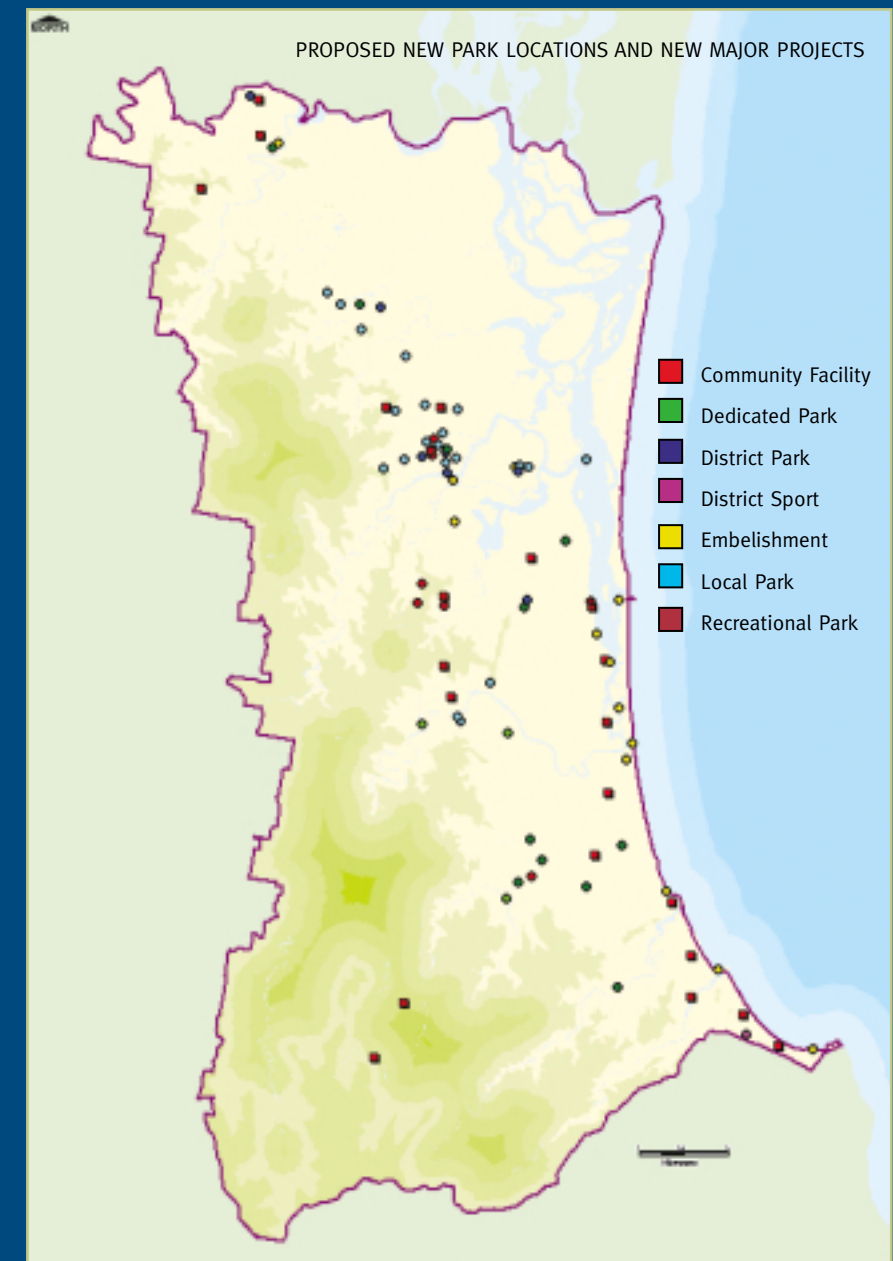 NORTH
PROPOSED NEW PARK LOCATIONS AND NEW MAJOR PROJECTS
Community Facility
Dedicated Park
District Park
District Sport
Embelishment
Local Park
Recreational Park